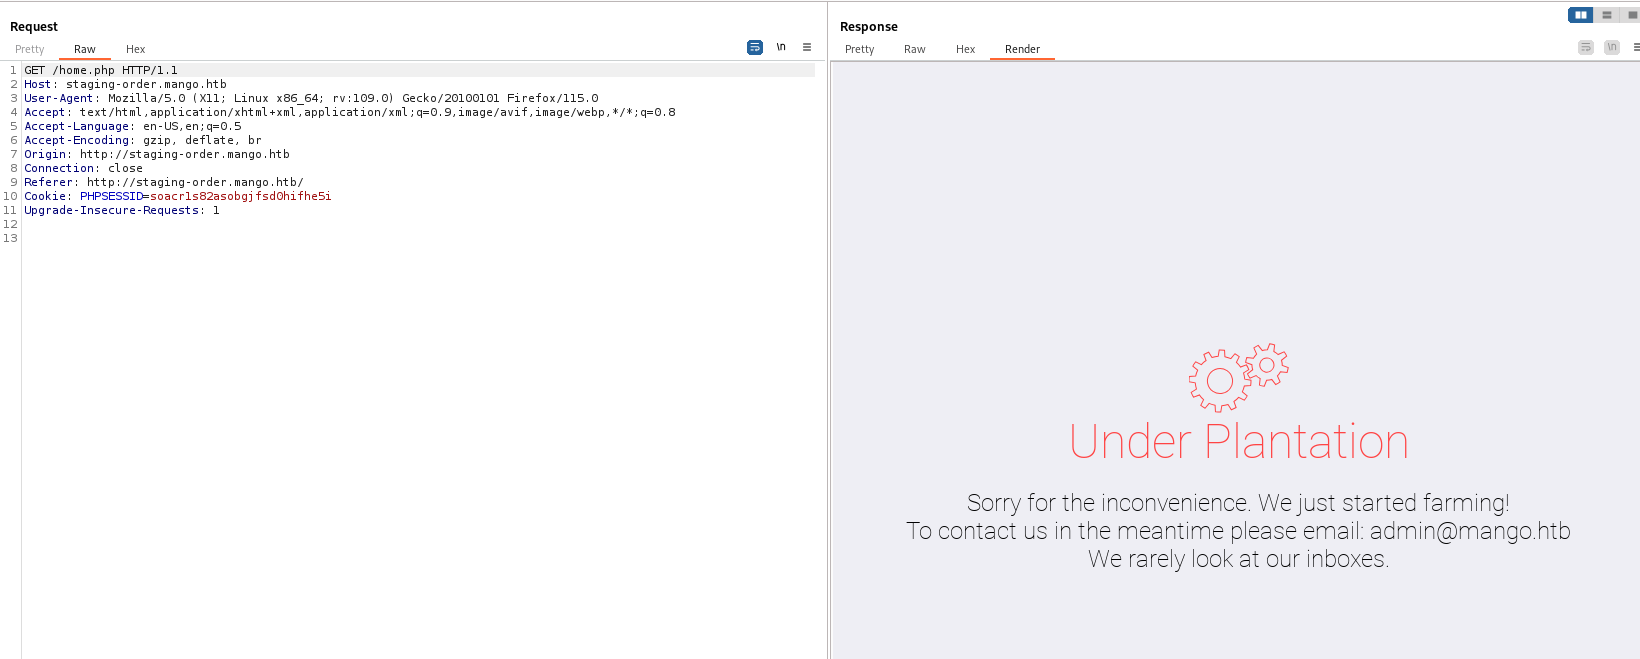 Request
Pretty Raw Hex
\n
1 GET /home.php HTTP/1.1
2 Host: staging-order.mango.htb
3 User-Agent: Mozilla/5.0 (X11; Linux x86_64; rv:109.0) Gecko/20100101 Firefox/115.0
4 Accept: text/html,application/xhtml+xml,application/xml;q=0.9,image/avif,image/webp,*/*;q=0.8
5 Accept-Language: en-US,en;q=0.5
6 Accept-Encoding: gzip, deflate, br
7 Origin: http://staging-order.mango.htb
8 Connection: close
9 Referer: http://staging-order.mango.htb/
10 Cookie: PHPSESSID=soacr1s82asobgjfsd0hifhe5i
11 Upgrade-Insecure-Requests: 1
12
13
Response
Pretty Raw Hex Render
\n
Under Plantation
Sorry for the inconvenience. We just started farming!
To contact us in the meantime please email: admin@mango.htb
We rarely look at our inboxes.